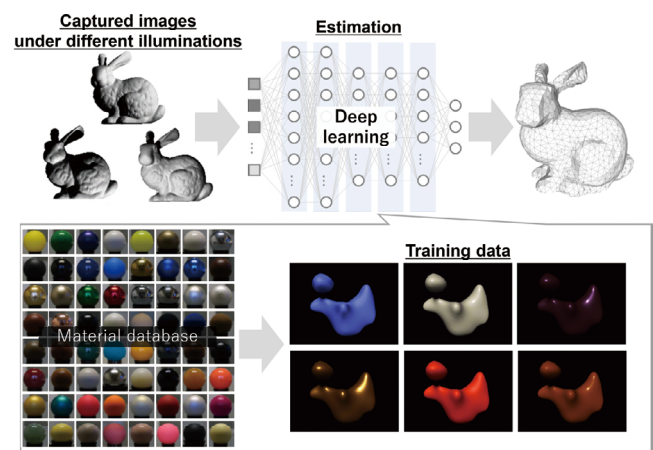 Captured images
under different illuminations
Estimation
Deep
learning
Training data
Material database